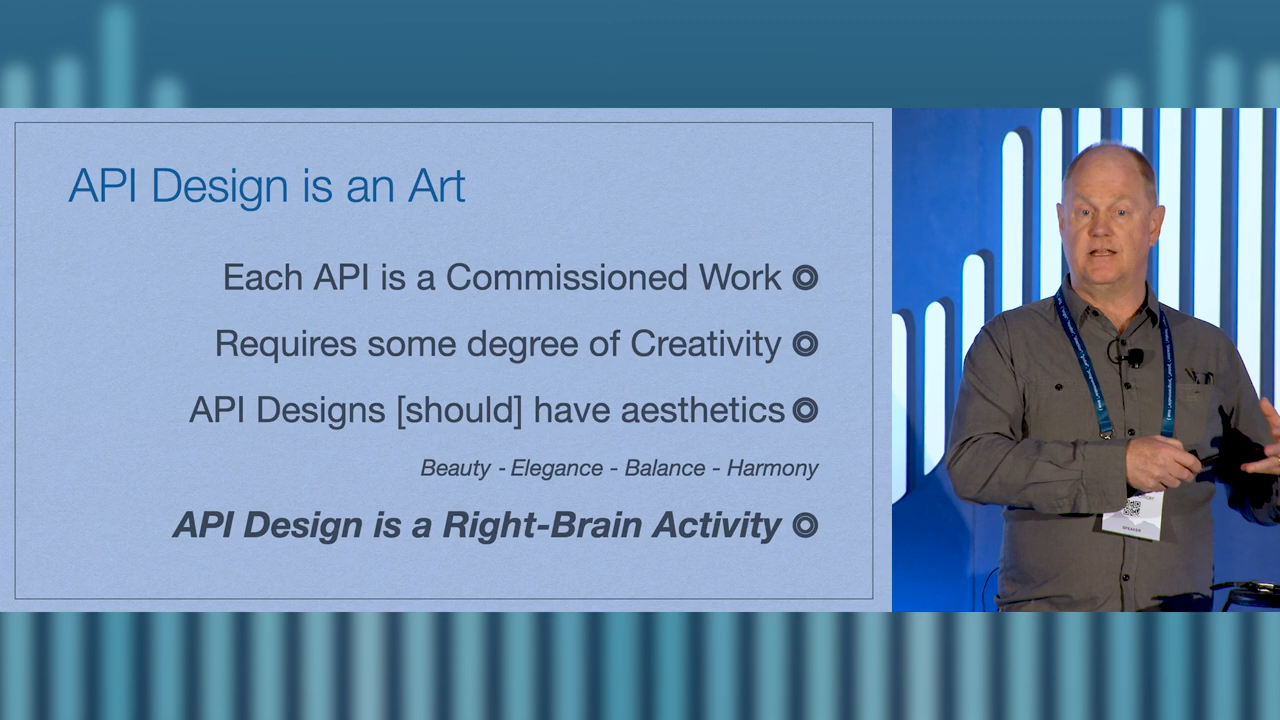 API Design is an Art
Each API is a Commissioned Work
Requires some degree of Creativity
API Designs [should] have aesthetics
Beauty - Elegance - Balance - Harmony
API Design is a Right-Brain Activity
SPEAKER